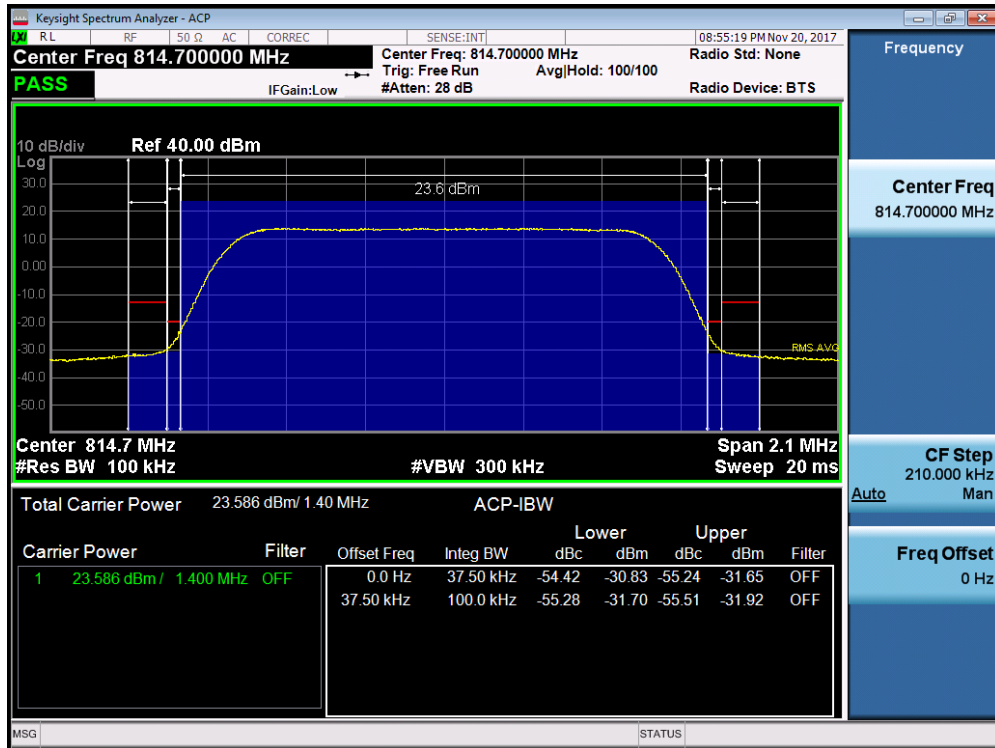 Keysight Spectrum Analyzer - ACP
LXI RL RF 50 Ω AC CORREC SENSE:INT 08:55:19 PM Nov 20, 2017
Center Freq 814.700000 MHz Center Freq: 814.700000 MHz Radio Std: None
Trig: Free Run Avg|Hold: 100/100
PASS IFGain:Low #Atten: 28 dB Radio Device: BTS
10 dB/div Ref 40.00 dBm
Log
30.0 23.6 dBm
20.0
10.0
0.00
-10.0
-20.0
-30.0 RMS AVG
-40.0
-50.0
Center 814.7 MHz Span 2.1 MHz
#Res BW 100 kHz #VBW 300 kHz Sweep 20 ms
Total Carrier Power 23.586 dBm/ 1.40 MHz ACP-IBW
Lower Upper
Carrier Power Filter Offset Freq Integ BW dBc dBm dBc dBm Filter
1 23.586 dBm / 1.400 MHz OFF 0.0 Hz 37.50 kHz -54.42 -30.83 -55.24 -31.65 OFF
37.50 kHz 100.0 kHz -55.28 -31.70 -55.51 -31.92 OFF
MSG STATUS
Frequency
Center Freq
814.700000 MHz
CF Step
210.000 kHz
Auto Man
Freq Offset
0 Hz